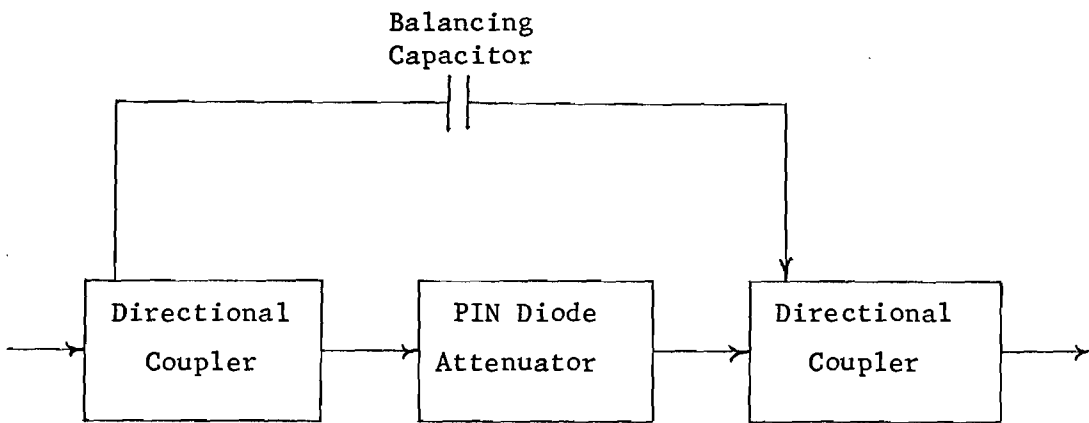 Balancing
Capacitor
Directional
Coupler
PIN Diode
Attenuator
Directional
Coupler